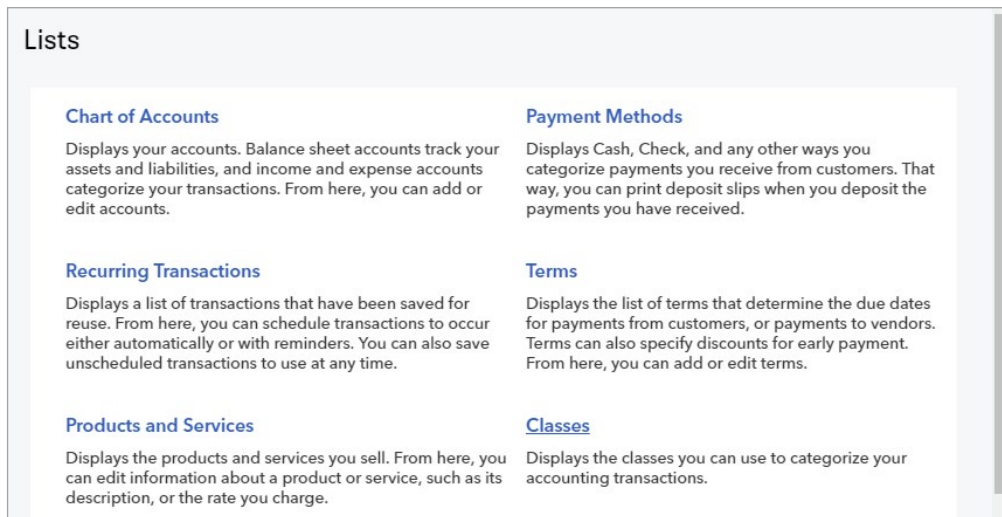 Lists
Chart of Accounts
Displays your accounts. Balance sheet accounts track your
assets and liabilities, and income and expense accounts
categorize your transactions. From here, you can add or
edit accounts.
Payment Methods
Displays Cash, Check, and any other ways you
categorize payments you receive from customers. That
way, you can print deposit slips when you deposit the
payments you have received.
Recurring Transactions
Displays a list of transactions that have been saved for
reuse. From here, you can schedule transactions to occur
either automatically or with reminders. You can also save
unscheduled transactions to use at any time.
Terms
Displays the list of terms that determine the due dates
for payments from customers, or payments to vendors.
Terms can also specify discounts for early payment.
From here, you can add or edit terms.
Products and Services
Displays the products and services you sell. From here, you
can edit information about a product or service, such as its
description, or the rate you charge.
Classes
Displays the classes you can use to categorize your
accounting transactions.